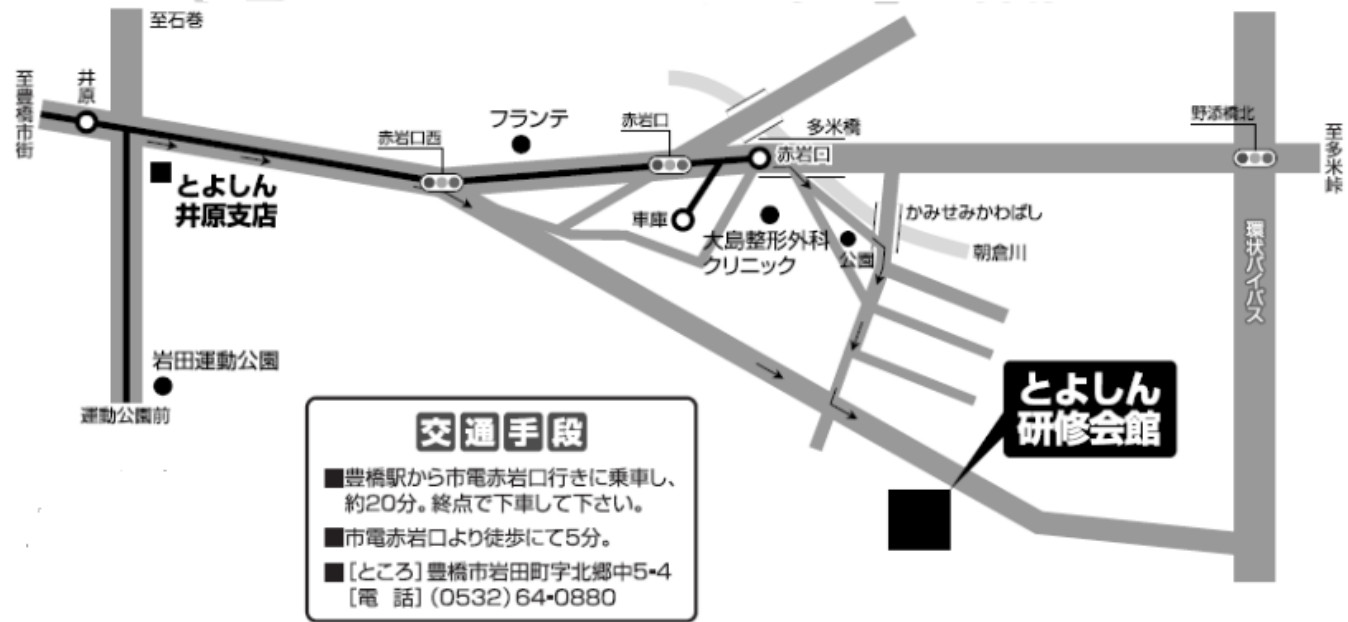 至石巻
至豊橋市街
井原
とよしん
井原支店
赤岩口西
フランテ
赤岩口
多米橋
赤岩口
野添橋北
至多米峠
車庫
大島整形外科
クリニック
公園
かみせみかわばし
朝倉川
環状バイパス
岩田運動公園
運動公園前
とよしん
研修会館
交通手段
■豊橋駅から市電赤岩口行きに乗車し、
約20分。終点で下車して下さい。
■市電赤岩口より徒歩にて5分。
■[ところ]豊橋市岩田町字北郷中5-4
[電 話](0532)64-0880